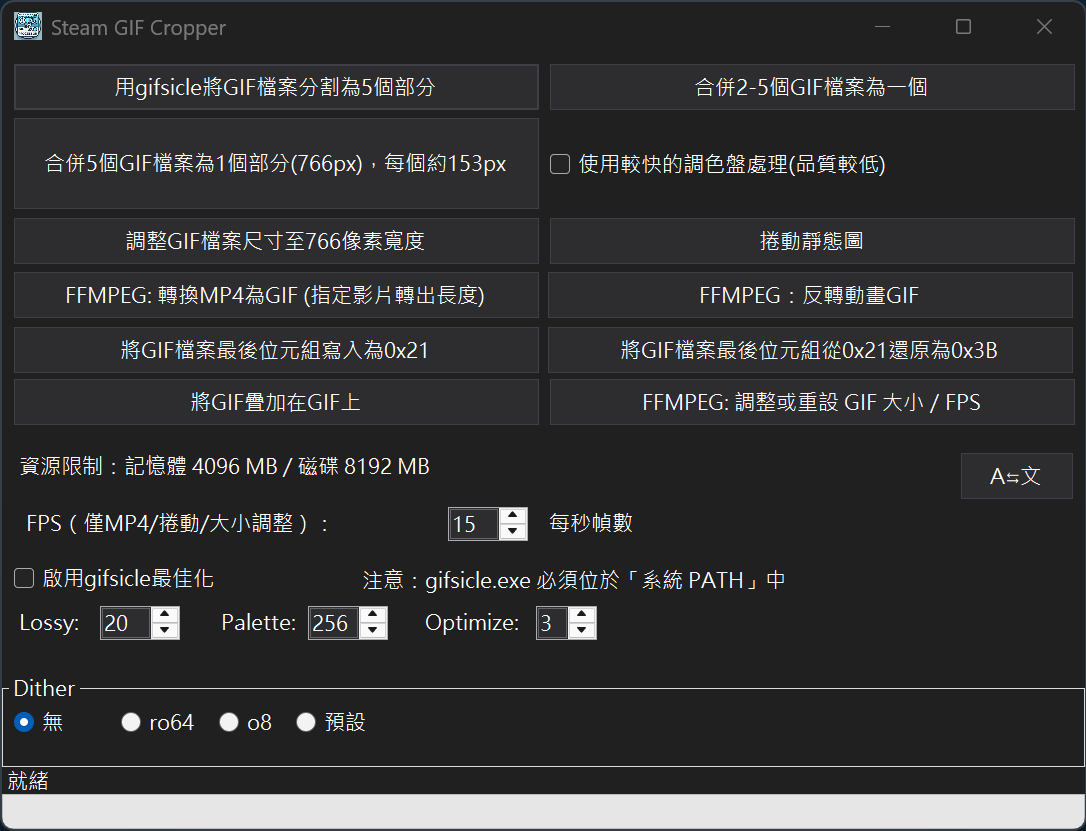 Steam GIF Cropper
用gifsicle將GIF檔案分割為5個部分
合併2-5個GIF檔案為一個
合併5個GIF檔案為1個部分(766px)，每個約153px
使用較快的調色盤處理(品質較低)
調整GIF檔案尺寸至766像素寬度
捲動靜態圖
FFMPEG: 轉換MP4為GIF (指定影片轉出長度)
FFMPEG：反轉動畫GIF
將GIF檔案最後位元組寫入為0x21
將GIF檔案最後位元組從0x21還原為0x3B
將GIF疊加在GIF上
FFMPEG: 調整或重設 GIF 大小 / FPS
資源限制：記憶體 4096 MB / 磁碟 8192 MB
A⇆文
FPS（僅MP4/捲動/大小調整）： 15 每秒幀數
啟用gifsicle最佳化 注意：gifsicle.exe 必須位於「系統 PATH」中
Lossy: 20 Palette: 256 Optimize: 3
Dither
無 ro64 o8 預設
就緒